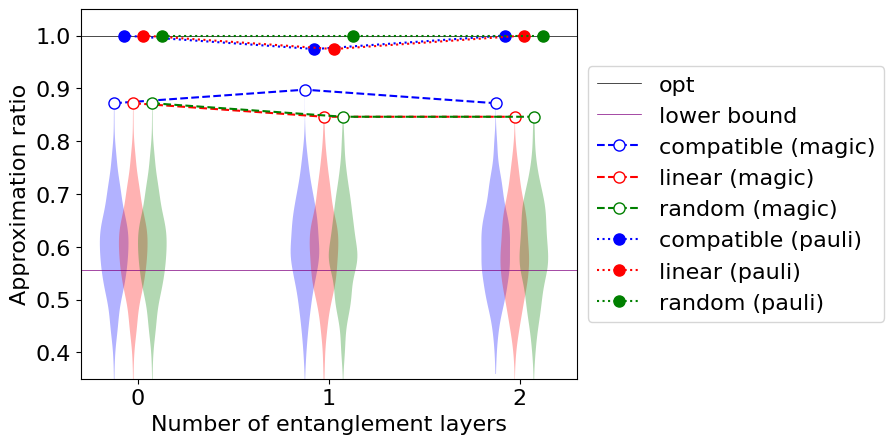 1.0
0.9
0.8
0.7
0.6
0.5
0.4
Approximation ratio
0
1
2
Number of entanglement layers
opt
lower bound
compatible (magic)
linear (magic)
random (magic)
compatible (pauli)
linear (pauli)
random (pauli)